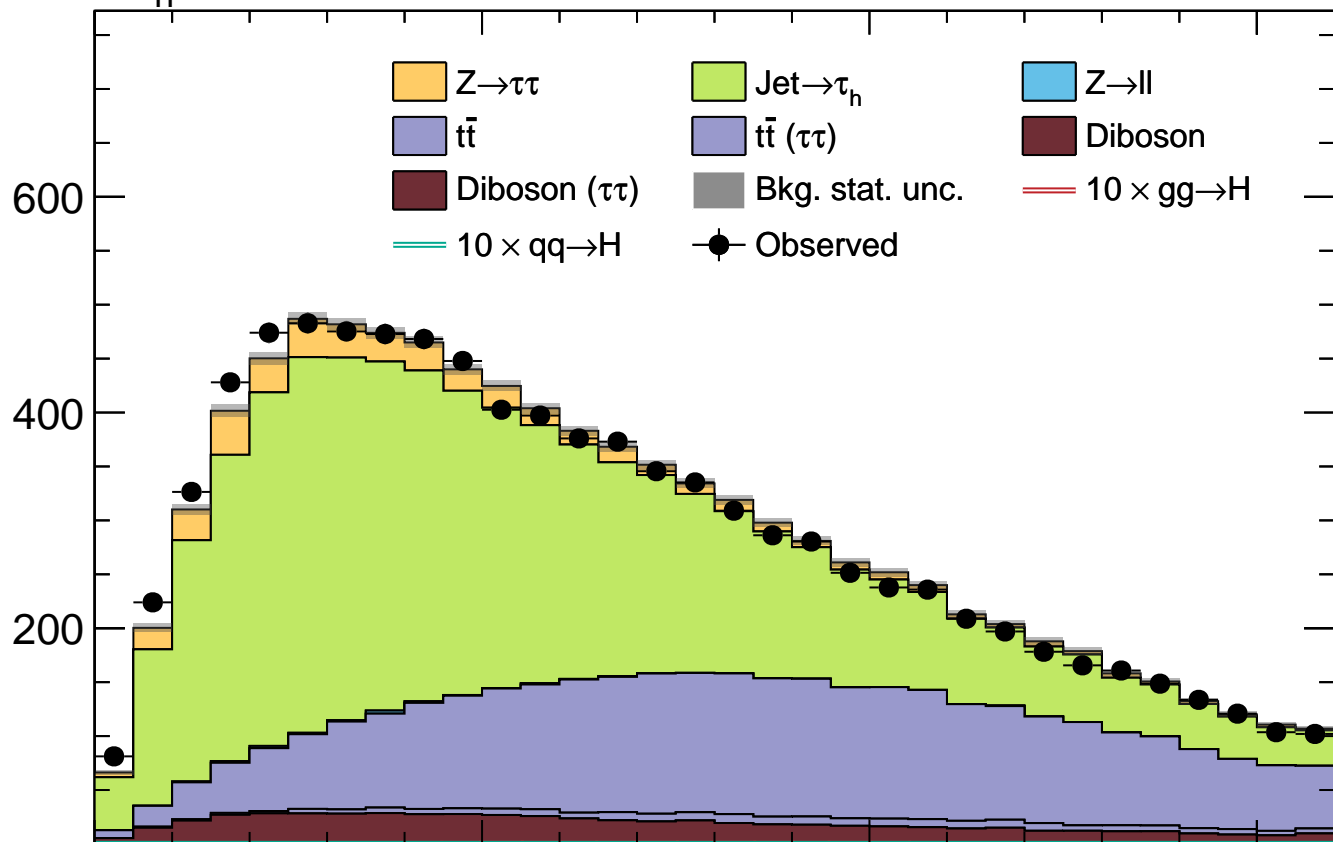 Z→ττ Jet→τh Z→ll
tt̄ tt̄ (ττ) Diboson
Diboson (ττ) Bkg. stat. unc. 10 × gg→H
10 × qq→H Observed
600
400
200